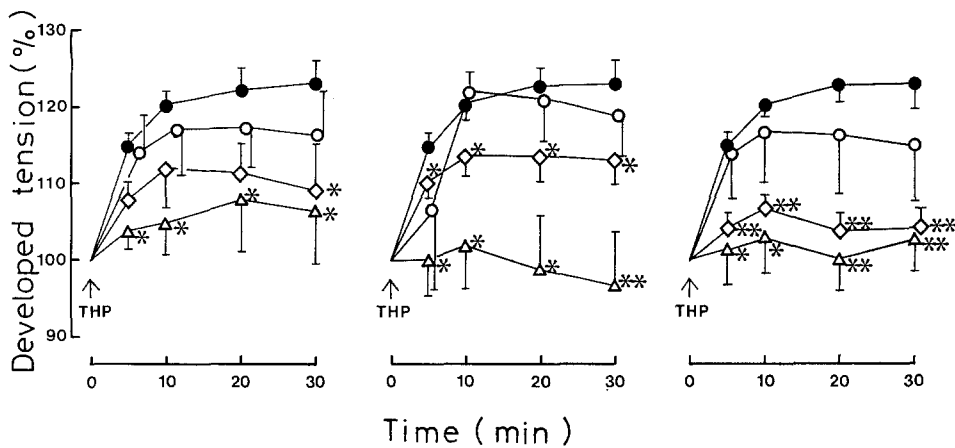 Developed tension (%)
130
120
110
100
90
THP
THP
THP
* * * * *
* * * * * * * **
** ** ** ** * * ** **
0 10 20 30
0 10 20 30
0 10 20 30
Time (min)